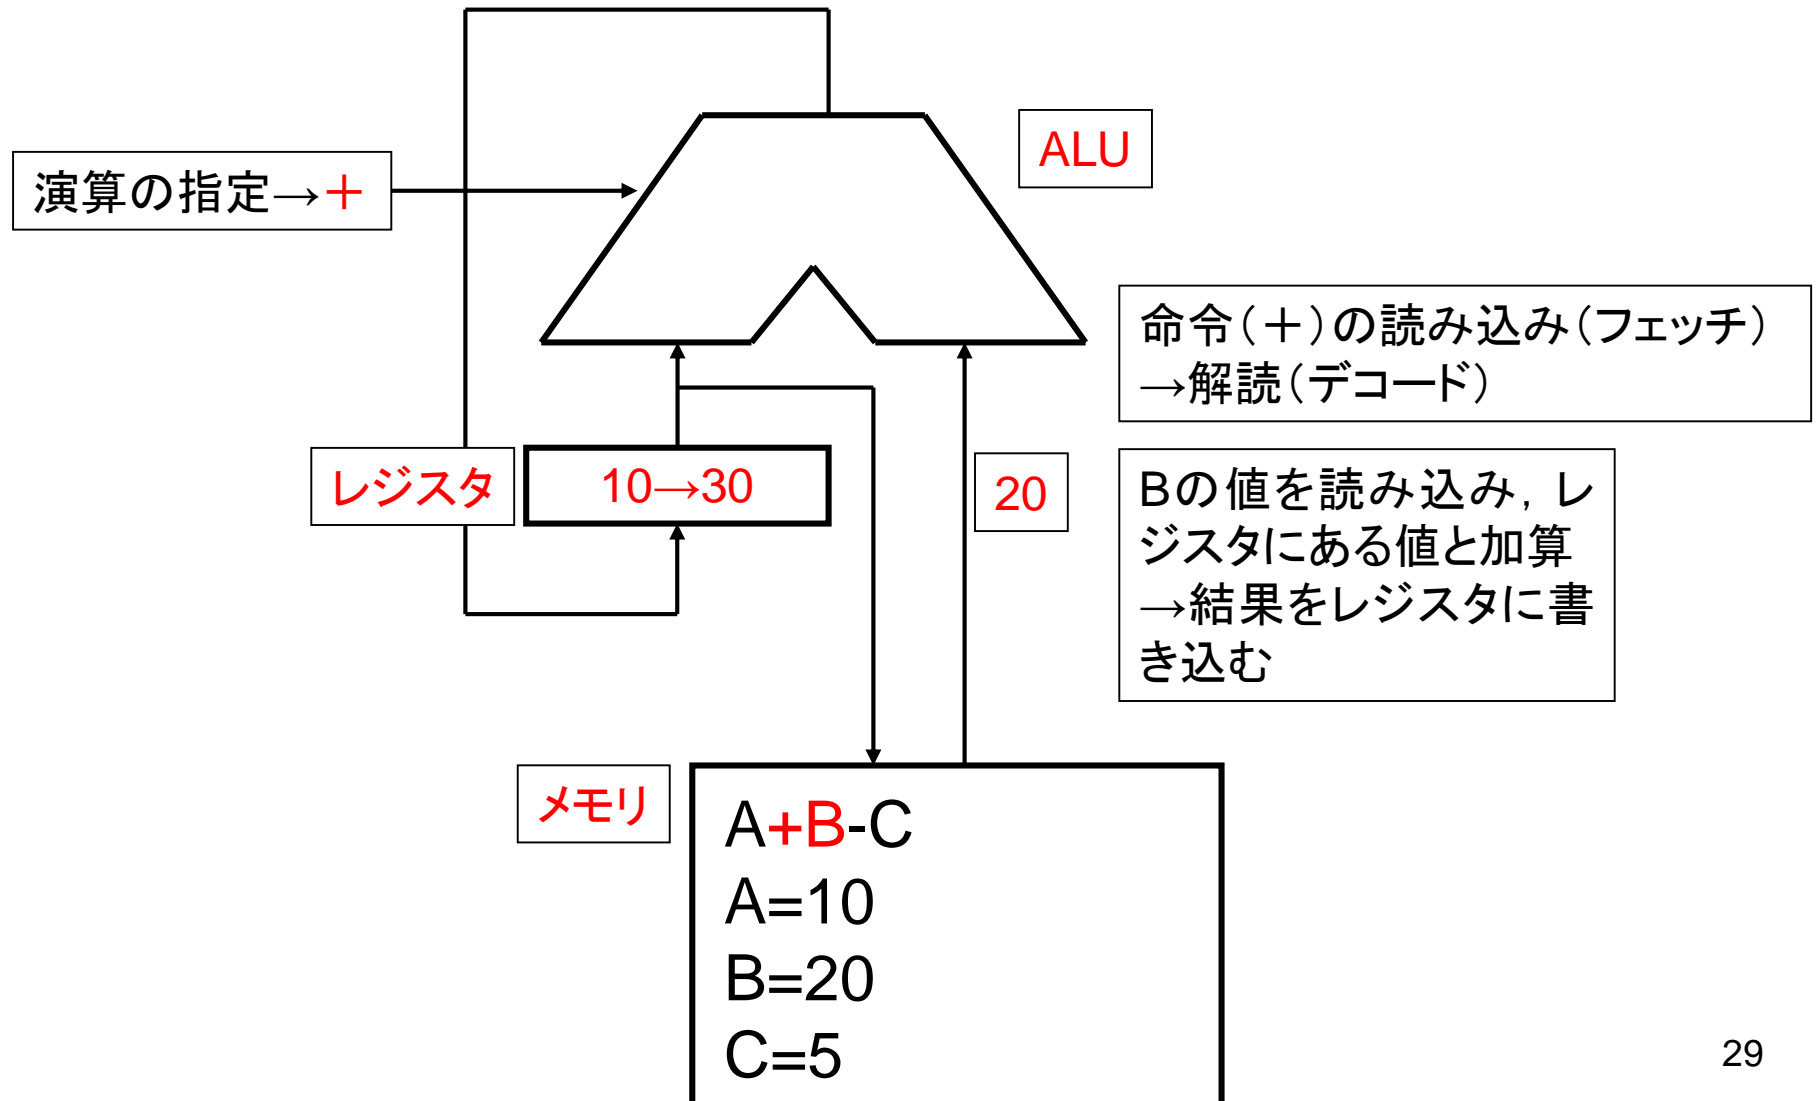 ALU
演算の指定→＋
命令（＋）の読み込み（フェッチ）
→解読（デコード）
レジスタ
10→30
20
Bの値を読み込み，レ
ジスタにある値と加算
→結果をレジスタに書
き込む
メモリ
A+B-C
A=10
B=20
C=5
29